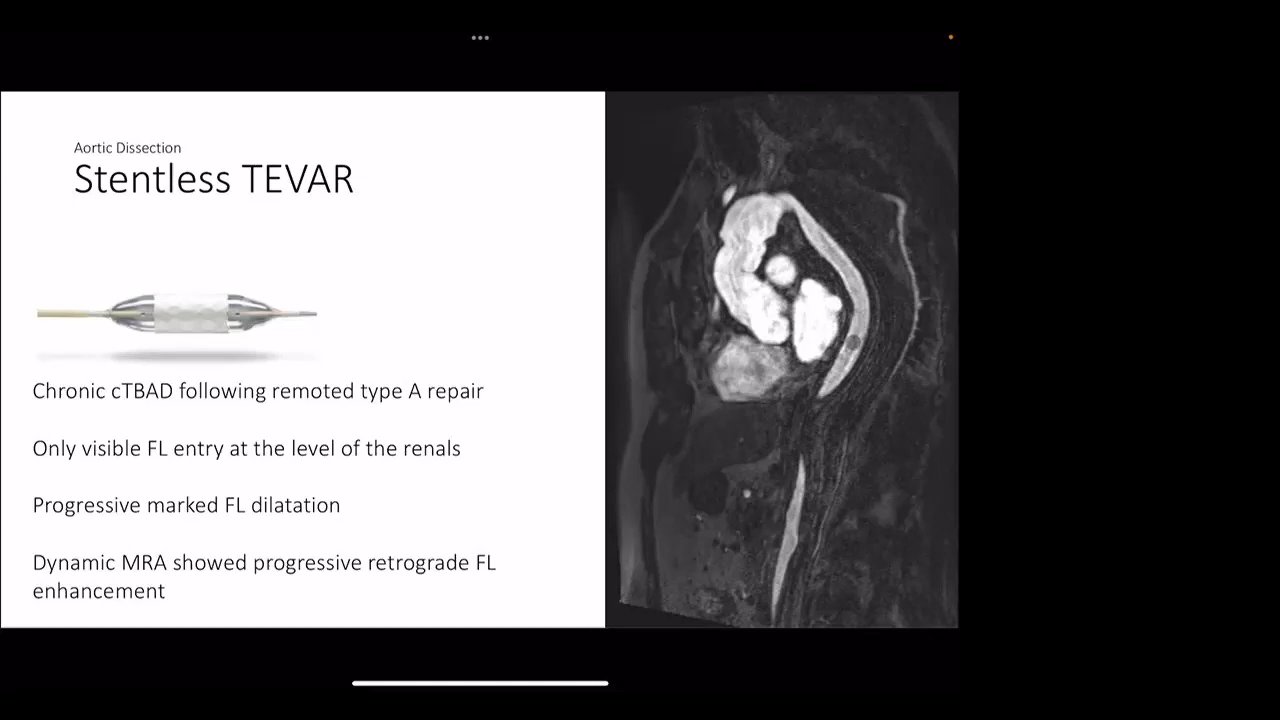 Aortic Dissection
Stentless TEVAR
Chronic cTBAD following remoted type A repair
Only visible FL entry at the level of the renals
Progressive marked FL dilatation
Dynamic MRA showed progressive retrograde FL
enhancement